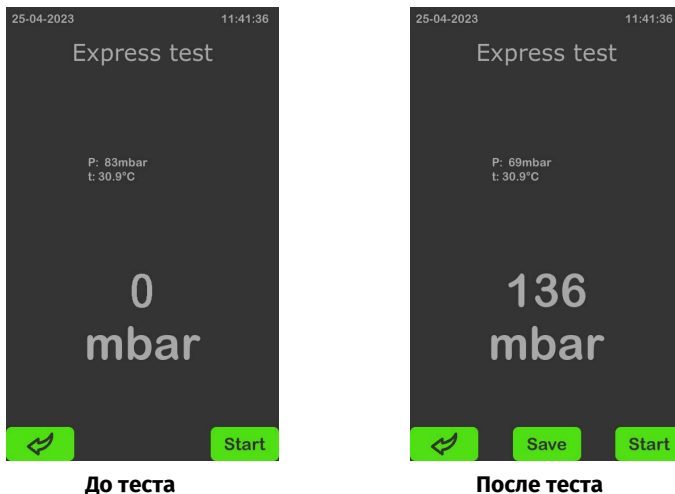 25-04-2023 11:41:36
Express test
P: 83mbar
t: 30.9°C
0
mbar
Start
До теста
25-04-2023 11:41:36
Express test
P: 69mbar
t: 30.9°C
136
mbar
Save Start
После теста